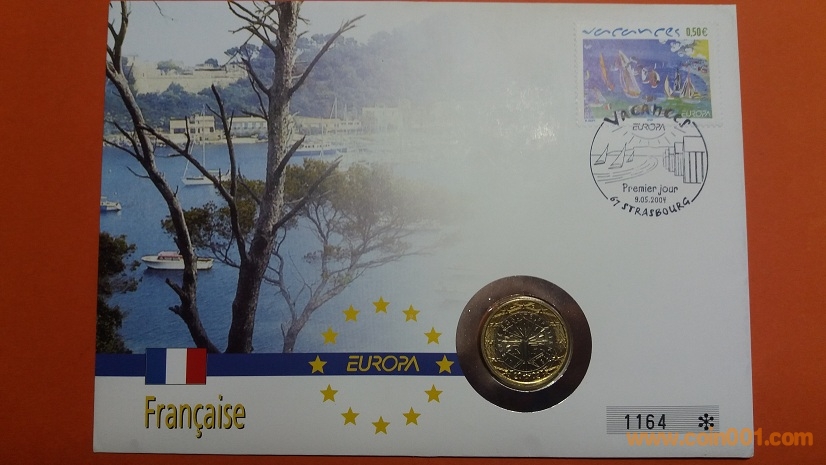 vacances 0,50€
EUROPA
Vacances
EUROPA
Premier jour
9.05.2004
67 STRASBOURG
EUROPA
Française
1164 ✻
www.coin001.com